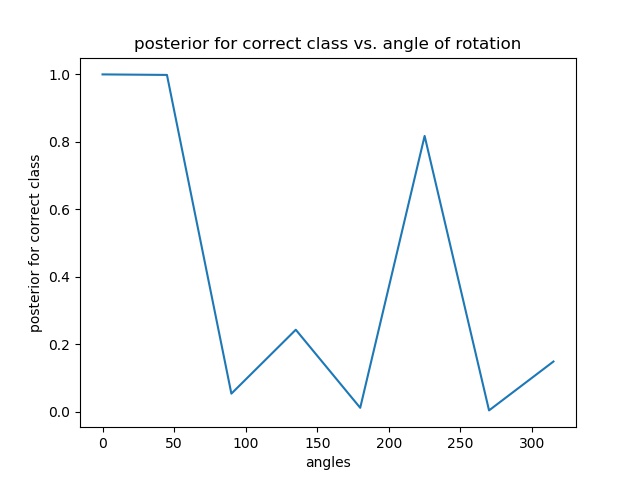 posterior for correct class vs. angle of rotation
posterior for correct class
1.0
0.8
0.6
0.4
0.2
0.0
0 50 100 150 200 250 300
angles